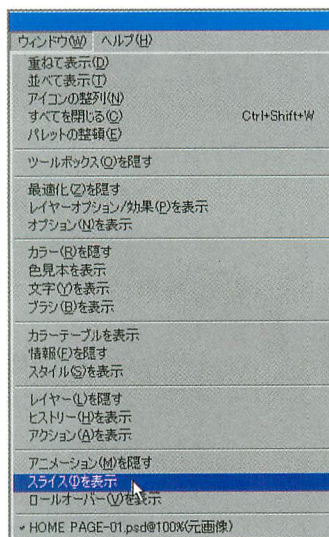 ウィンドウ(W) ヘルプ(H)
重ねて表示(D)
並べて表示(T)
アイコンの整列(N)
すべてを閉じる(C) Ctrl+Shift+W
パレットの整頓(E)
ツールボックス(O)を隠す
最適化(Z)を隠す
レイヤーオプション/効果(P)を表示
オプション(N)を表示
カラー(R)を隠す
色見本を表示
文字(Y)を表示
ブラシ(B)を表示
カラーテーブルを表示
情報(F)を隠す
スタイル(S)を表示
レイヤー(L)を隠す
ヒストリー(H)を表示
アクション(A)を表示
アニメーション(M)を隠す
スライス(I)を表示
ロールオーバー(V)を表示
HOME PAGE-01.psd@100%(元画像)